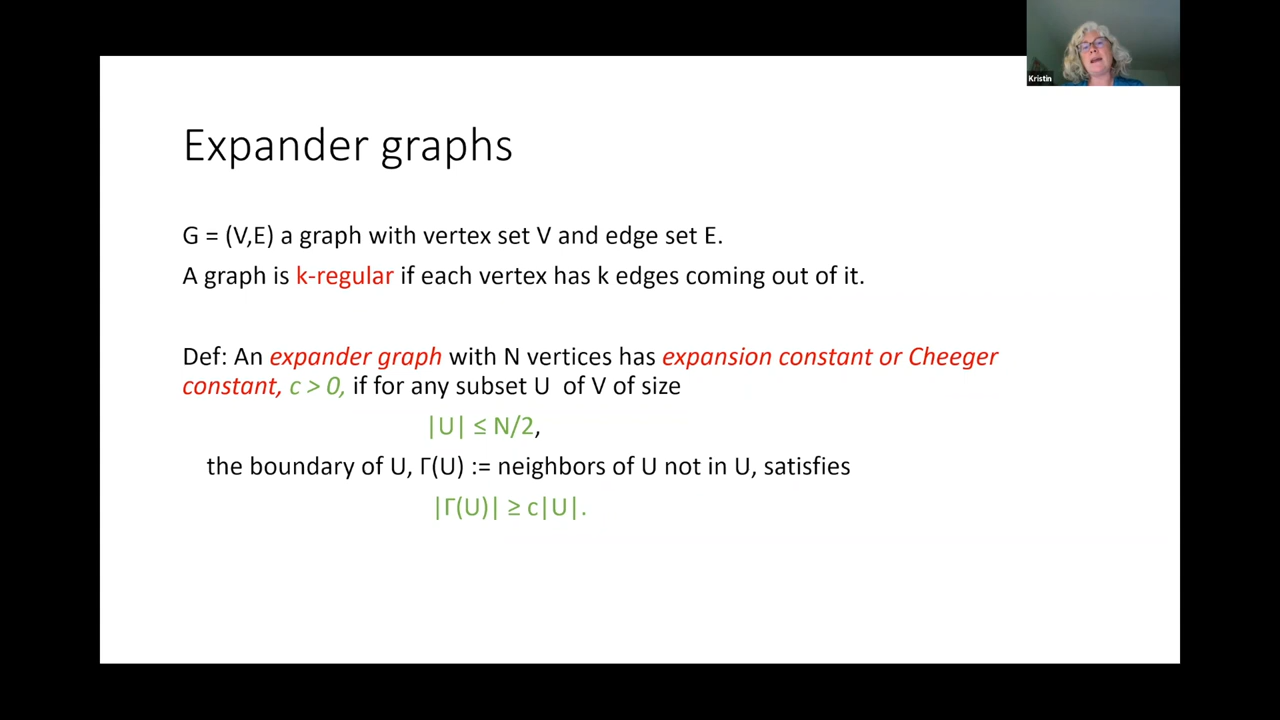 Kristin
Expander graphs
G = (V,E) a graph with vertex set V and edge set E.
A graph is k-regular if each vertex has k edges coming out of it.
Def: An expander graph with N vertices has expansion constant or Cheeger
constant, c > 0, if for any subset U of V of size
|U| ≤ N/2,
the boundary of U, Γ(U) := neighbors of U not in U, satisfies
|Γ(U)| ≥ c|U|.